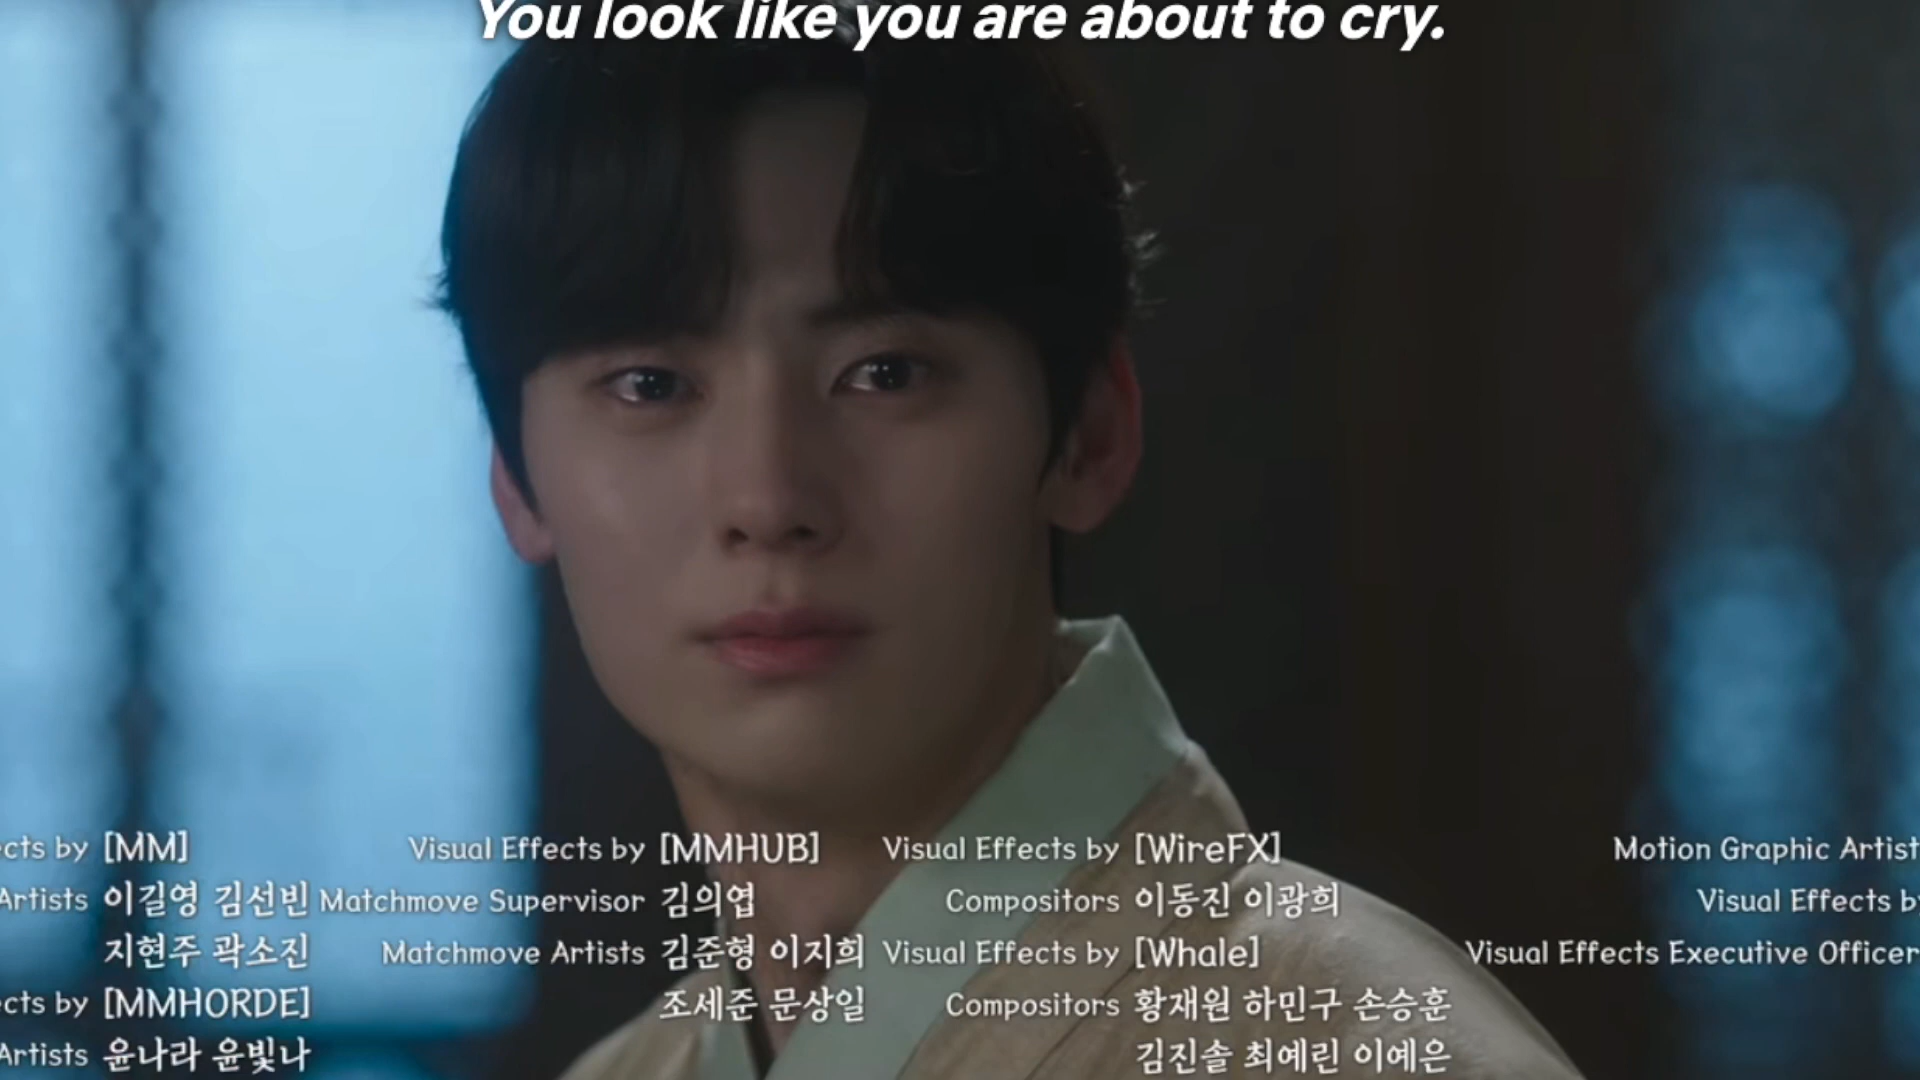 You look like you are about to cry.
cts by [MM] Visual Effects by [MMHUB] Visual Effects by [WireFX] Motion Graphic Artist
Artists 이길영 김선빈 Matchmove Supervisor 김의엽 Compositors 이동진 이광희 Visual Effects by
지현주 곽소진 Matchmove Artists 김준형 이지희 Visual Effects by [Whale] Visual Effects Executive Officer
cts by [MMHORDE] 조세준 문상일 Compositors 황재원 하민구 손승훈
Artists 윤나라 윤빛나 김진솔 최예린 이예은